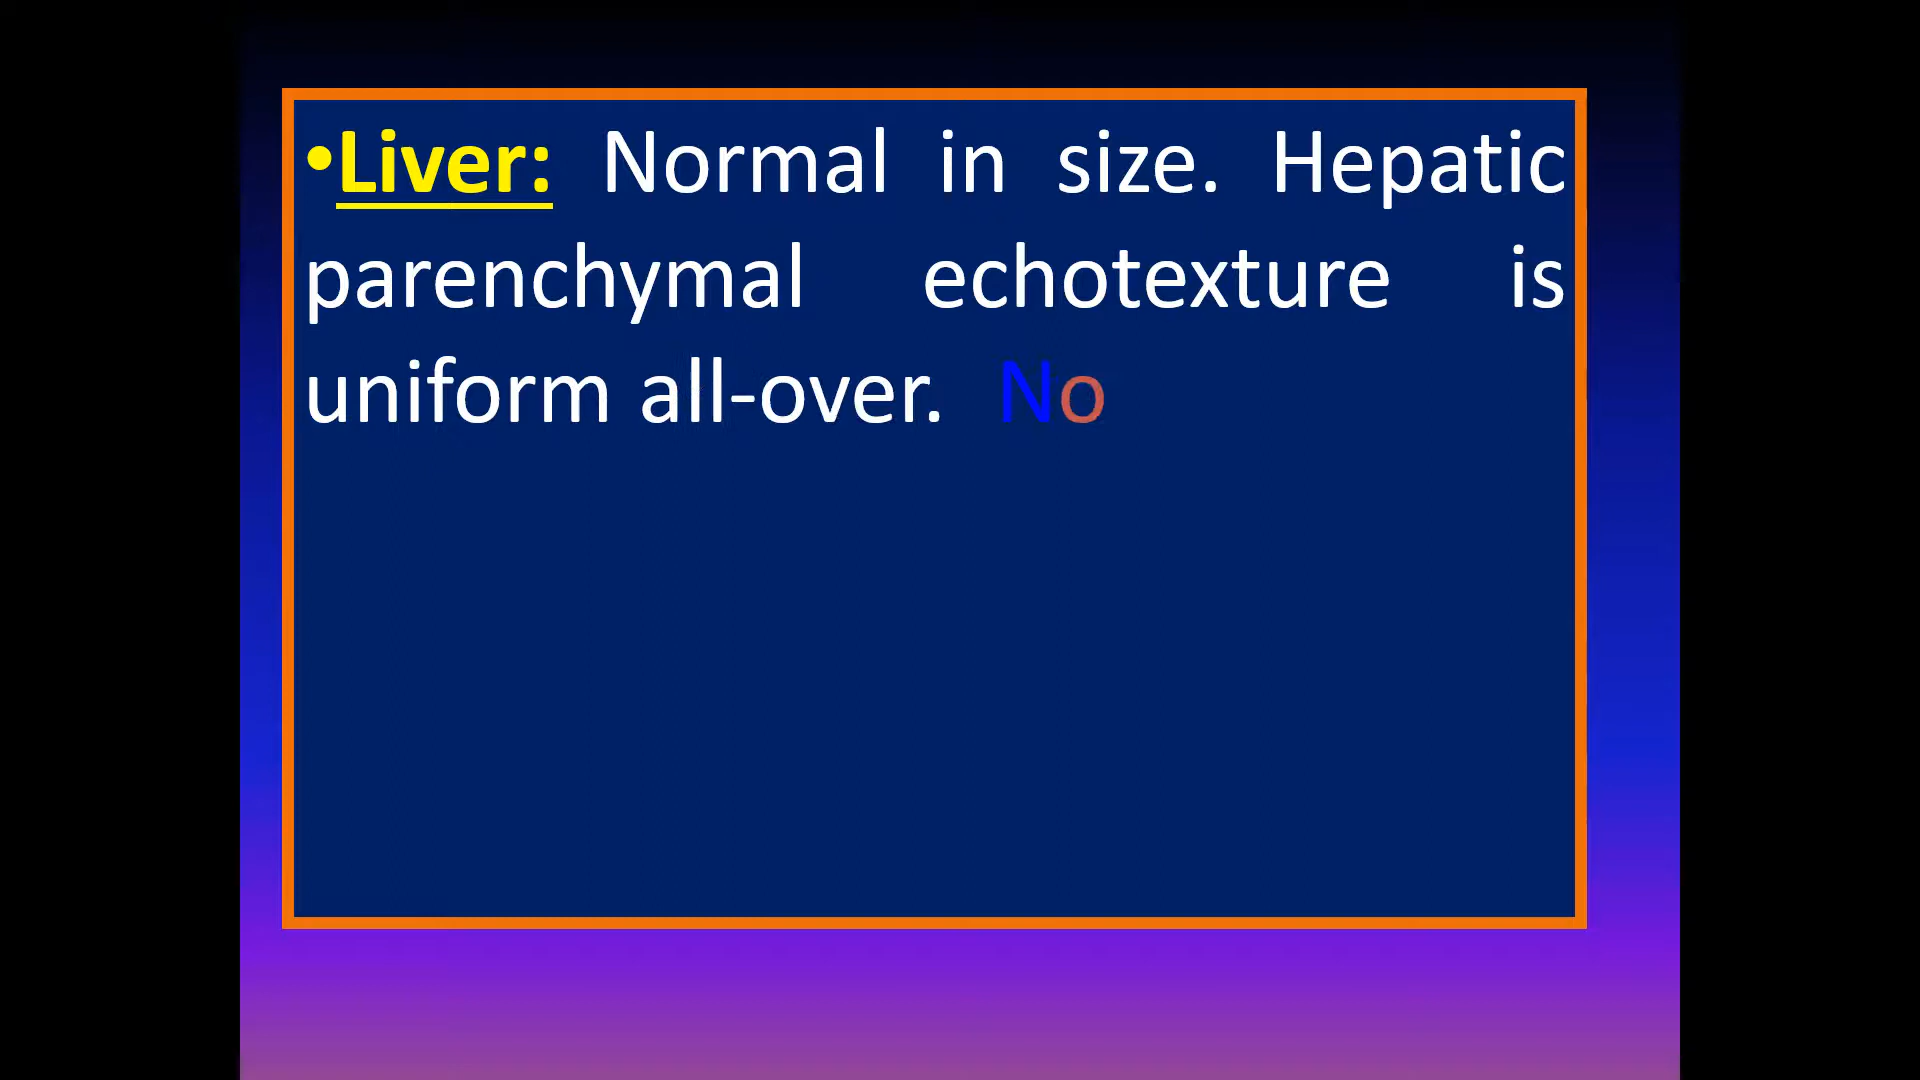 •Liver: Normal in size. Hepatic
parenchymal echotexture is
uniform all-over. No